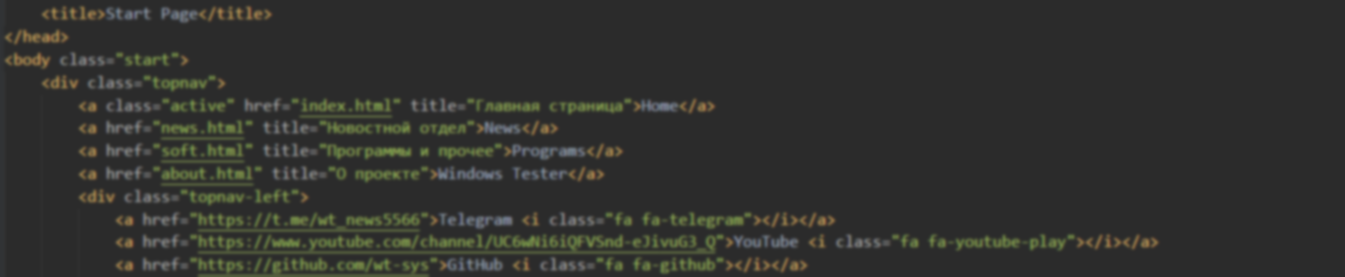 <title>Start Page</title>
</head>
<body class="start">
<div class="topnav">
<a class="active" href="index.html" title="Главная страница">Home</a>
<a href="news.html" title="Новостной отдел">News</a>
<a href="soft.html" title="Программы и прочее">Programs</a>
<a href="about.html" title="О проекте">Windows Tester</a>
<div class="topnav-left">
<a href="https://t.me/wt_news5566">Telegram <i class="fa fa-telegram"></i></a>
<a href="https://www.youtube.com/channel/UC6wNi6iQFVSnd-eJivuG3_Q">YouTube <i class="fa fa-youtube-play"></i></a>
<a href="https://github.com/wt-sys">GitHub <i class="fa fa-github"></i></a>